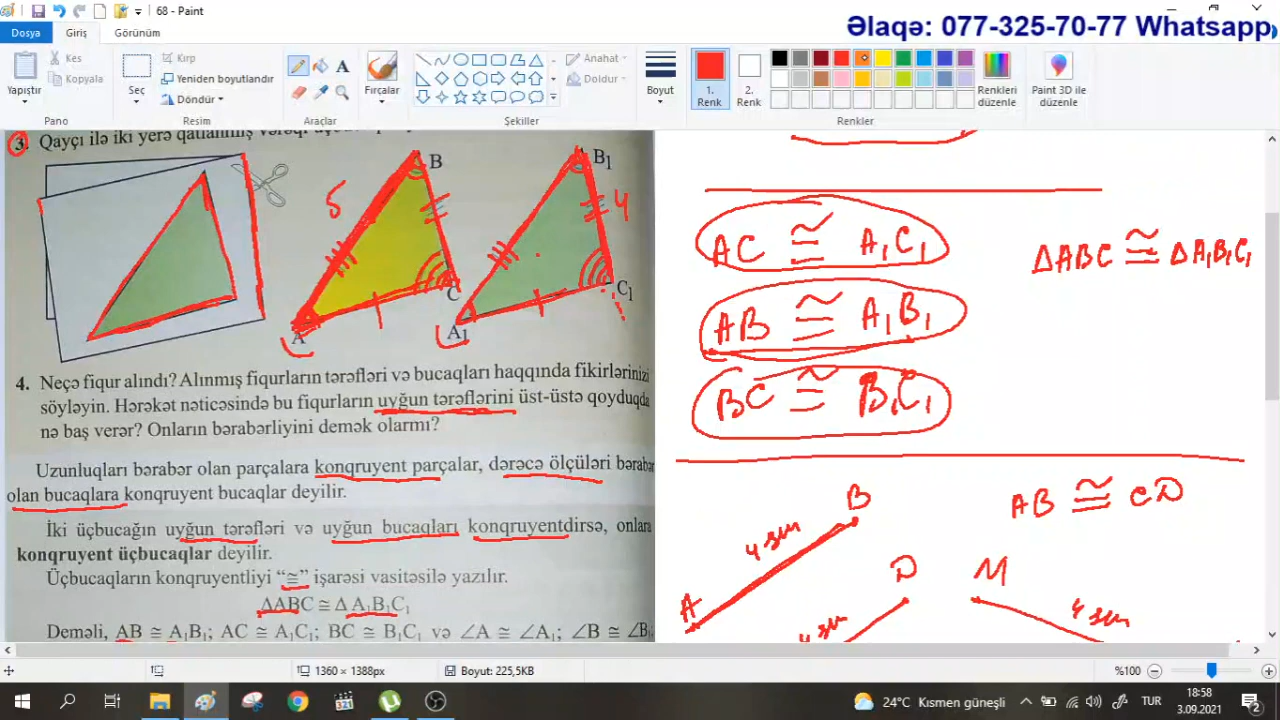 68 - Paint
Əlaqə: 077-325-70-77 Whatsapp
Dosya
Giriş
Görünüm
Yapıştır
Kes
Kopyala
Pano
Seç
Kırp
Yeniden boyutlandır
Döndür
Resim
A
Araçlar
Fırçalar
Anahat
Doldur
Şekiller
Boyut
1. Renk
2. Renk
Renkleri düzenle
Paint 3D ile düzenle
Renkler
3. Qayçı ilə iki yerə qatlanmış
B
B₁
5
4
C
C₁
A
A₁
4. Neçə fiqur alındı? Alınmış fiqurların tərəfləri və bucaqları haqqında fikirlərinizi
söyləyin. Hərəkət nəticəsində bu fiqurların uyğun tərəflərini üst-üstə qoyduqda
nə baş verər? Onların bərabərliyini demək olarmı?
Uzunluqları bərabər olan parçalara konqruyent parçalar, dərəcə ölçüləri bərabər
olan bucaqlara konqruyent bucaqlar deyilir.
İki üçbucağın uyğun tərəfləri və uyğun bucaqları konqruyentdirsə, onlara
konqruyent üçbucaqlar deyilir.
Üçbucaqların konqruyentliyi “≅” işarəsi vasitəsilə yazılır.
ΔABC ≅ Δ A₁B₁C₁
Deməli, AB ≅ A₁B₁; AC ≅ A₁C₁; BC ≅ B₁C₁ və ∠A ≅ ∠A₁; ∠B ≅ ∠B₁
AC ≅ A₁C₁
ΔABC ≅ ΔA₁B₁C₁
AB ≅ A₁B₁
BC ≅ B₁C₁
AB ≅ CD
B
4 sm
A
D
M
4 sm
4 sm
1360 × 1388px
Boyut: 225,5KB
%100
24°C Kısmen güneşli
TUR
18:58
3.09.2021
2